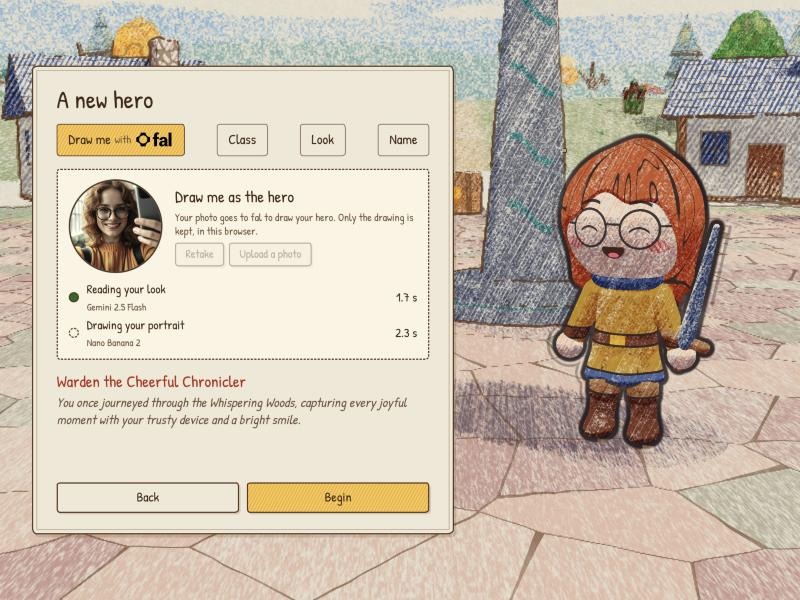 A new hero
Draw me with fal
Class
Look
Name
Draw me as the hero
Your photo goes to fal to draw your hero. Only the drawing is
kept, in this browser.
Retake
Upload a photo
Reading your look
Gemini 2.5 Flash
1.7 s
Drawing your portrait
Nano Banana 2
2.3 s
Warden the Cheerful Chronicler
You once journeyed through the Whispering Woods, capturing every joyful
moment with your trusty device and a bright smile.
Back
Begin